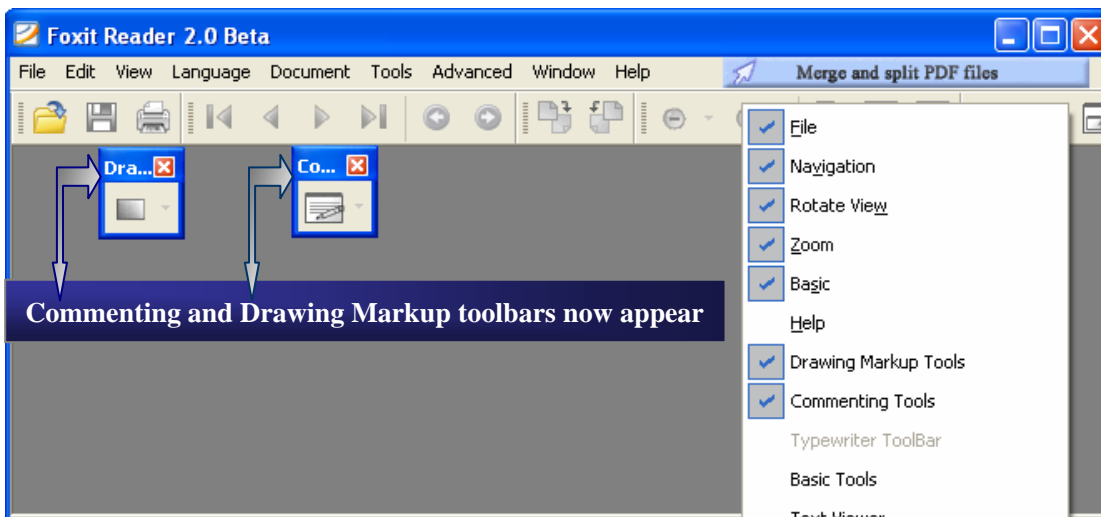 Foxit Reader 2.0 Beta
File Edit View Language Document Tools Advanced Window Help Merge and split PDF files
File
Dra... Co...
Navigation
Rotate View
Zoom
Basic
Commenting and Drawing Markup toolbars now appear
Help
Drawing Markup Tools
Commenting Tools
Typewriter ToolBar
Basic Tools
Text Viewer